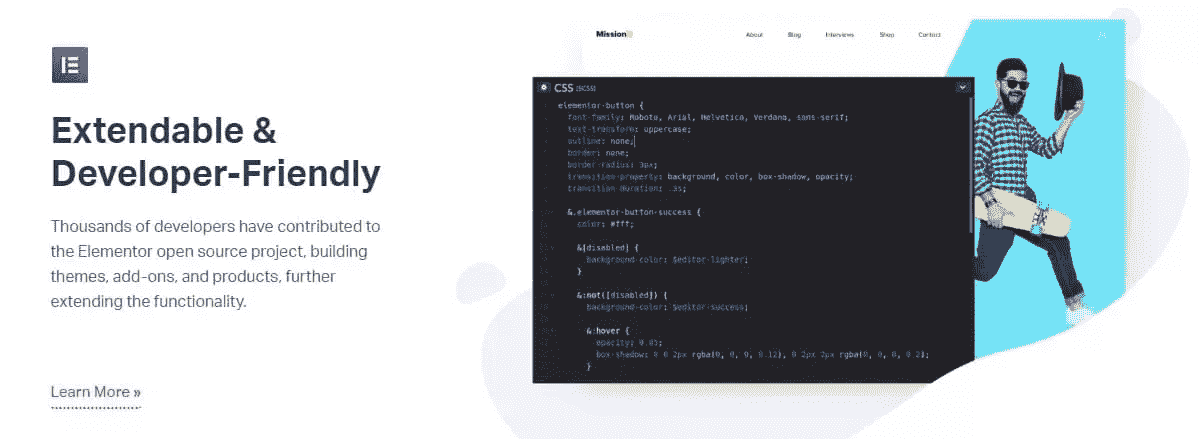 Extendable &
Developer-Friendly
Thousands of developers have contributed to
the Elementor open source project, building
themes, add-ons, and products, further
extending the functionality.
Learn More »
Mission
About Blog Interviews Shop Contact
CSS (SCSS)
elementor-button {
font-family: Roboto, Arial, Helvetica, Verdana, sans-serif;
text-transform: uppercase;
outline: none;
border: none;
border-radius: 3px;
transition-property: background, color, box-shadow, opacity;
transition-duration: .3s;
&.elementor-button-success {
color: #fff;
&[disabled] {
background-color: $editor-lighter;
}
&:not([disabled]) {
background-color: $editor-success;
&:hover {
opacity: 0.85;
box-shadow: 0 0 2px rgba(0, 0, 0, 0.12), 0 2px 2px rgba(0, 0, 0, 0.2);
}